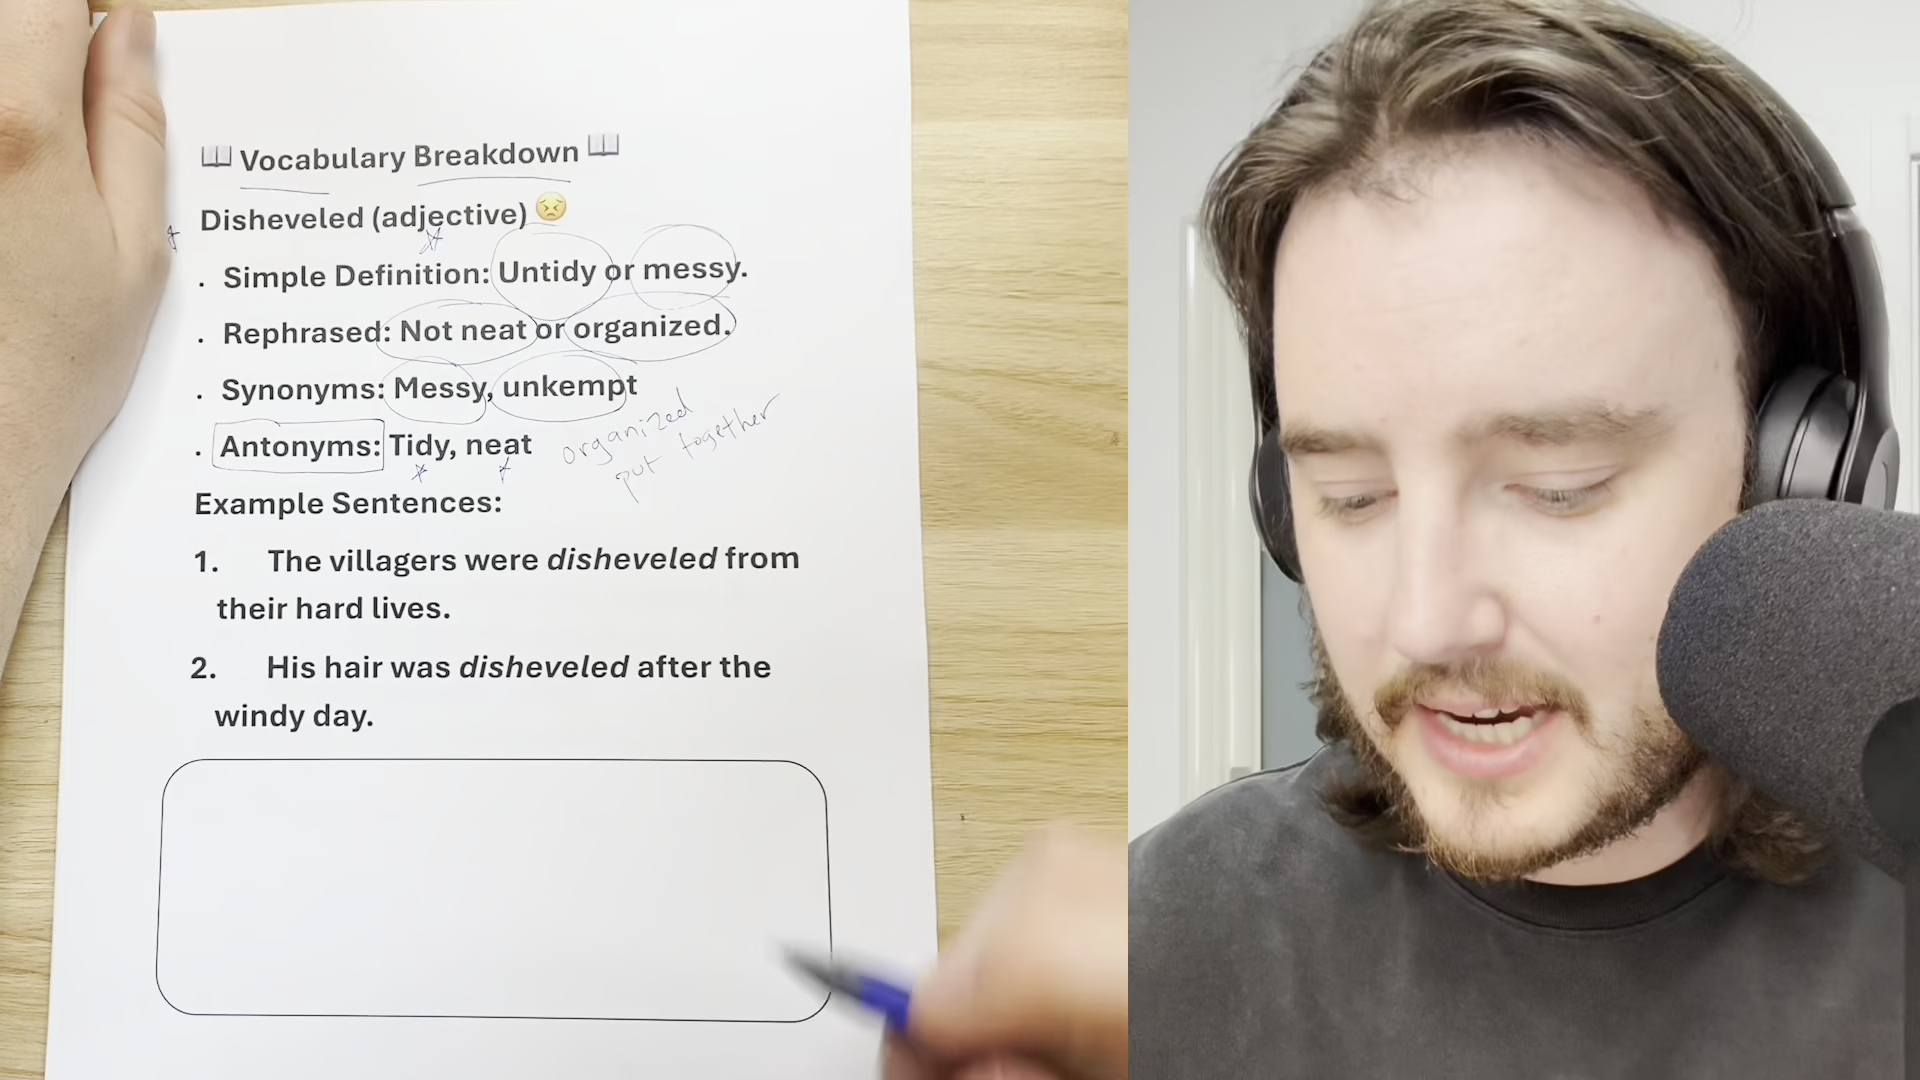 Vocabulary Breakdown
Disheveled (adjective)
. Simple Definition: Untidy or messy.
. Rephrased: Not neat or organized.
. Synonyms: Messy, unkempt
. Antonyms: Tidy, neat
organized
put together
Example Sentences:
1. The villagers were disheveled from
their hard lives.
2. His hair was disheveled after the
windy day.